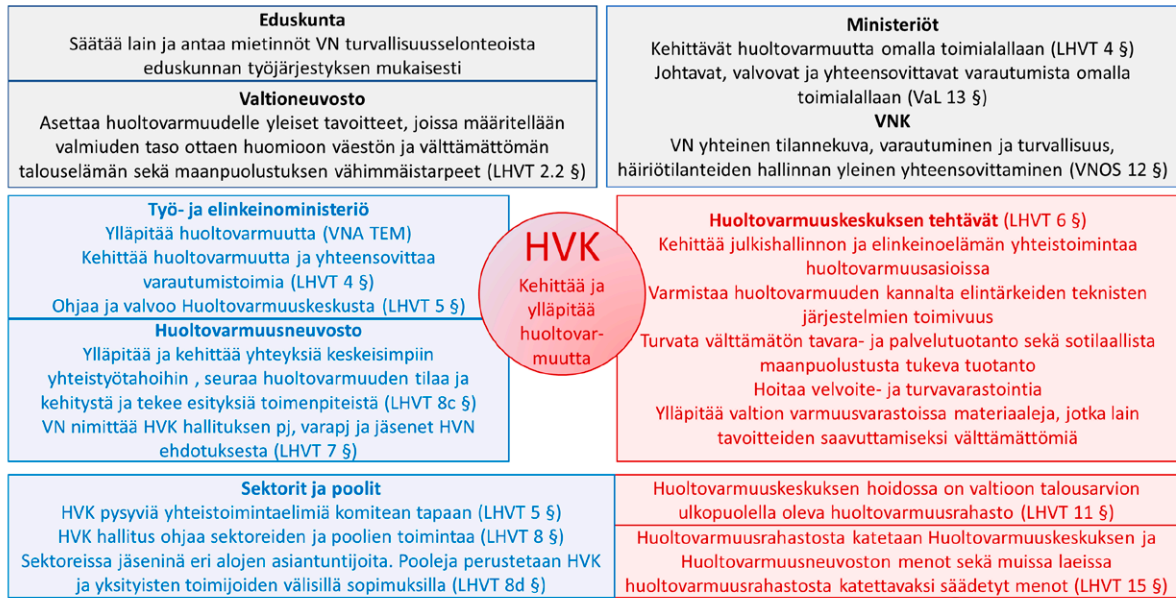 Eduskunta
Säätää lain ja antaa mietinnöt VN turvallisuusselonteoista
eduskunnan työjärjestyksen mukaisesti
Valtioneuvosto
Asettaa huoltovarmuudelle yleiset tavoitteet, joissa määritellään
valmiuden taso ottaen huomioon väestön ja välttämättömän
talouselämän sekä maanpuolustuksen vähimmäistarpeet (LHVT 2.2 §)
Ministeriöt
Kehittävät huoltovarmuutta omalla toimialallaan (LHVT 4 §)
Johtavat, valvovat ja yhteensovittavat varautumista omalla
toimialallaan (VaL 13 §)
VNK
VN yhteinen tilannekuva, varautuminen ja turvallisuus,
häiriötilanteiden hallinnan yleinen yhteensovittaminen (VNOS 12 §)
Työ- ja elinkeinoministeriö
Ylläpitää huoltovarmuutta (VNA TEM)
Kehittää huoltovarmuutta ja yhteensovittaa
varautumistoimia (LHVT 4 §)
Ohjaa ja valvoo Huoltovarmuuskeskusta (LHVT 5 §)
Huoltovarmuusneuvosto
Ylläpitää ja kehittää yhteyksiä keskeisimpiin
yhteistyötahoihin , seuraa huoltovarmuuden tilaa ja
kehitystä ja tekee esityksiä toimenpiteistä (LHVT 8c §)
VN nimittää HVK hallituksen pj, varapj ja jäsenet HVN
ehdotuksesta (LHVT 7 §)
HVK
Kehittää ja
ylläpitää
huoltovar-
muutta
Huoltovarmuuskeskuksen tehtävät (LHVT 6 §)
Kehittää julkishallinnon ja elinkeinoelämän yhteistoimintaa
huoltovarmuusasioissa
Varmistaa huoltovarmuuden kannalta elintärkeiden teknisten
järjestelmien toimivuus
Turvata välttämätön tavara- ja palvelutuotanto sekä sotilaallista
maanpuolustusta tukeva tuotanto
Hoitaa velvoite- ja turvavarastointia
Ylläpitää valtion varmuusvarastoissa materiaaleja, jotka lain
tavoitteiden saavuttamiseksi välttämättömiä
Sektorit ja poolit
HVK pysyviä yhteistoimintaelimiä komitean tapaan (LHVT 5 §)
HVK hallitus ohjaa sektoreiden ja poolien toimintaa (LHVT 8 §)
Sektoreissa jäseninä eri alojen asiantuntijoita. Pooleja perustetaan HVK
ja yksityisten toimijoiden välisillä sopimuksilla (LHVT 8d §)
Huoltovarmuuskeskuksen hoidossa on valtioon talousarvion
ulkopuolella oleva huoltovarmuusrahasto (LHVT 11 §)
Huoltovarmuusrahastosta katetaan Huoltovarmuuskeskuksen ja
Huoltovarmuusneuvoston menot sekä muissa laeissa
huoltovarmuusrahastosta katettavaksi säädetyt menot (LHVT 15 §)